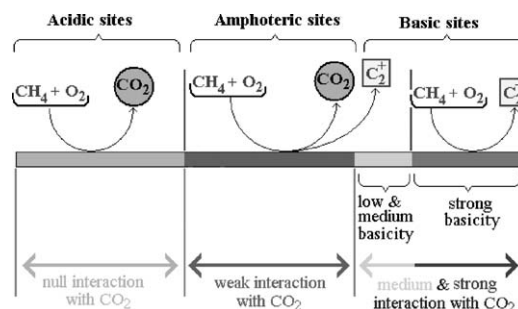 Acidic sites
Amphoteric sites
Basic sites
CH4 + O2
CO2
CH4 + O2
CO2
C2+
CH4 + O2
low &
medium
basicity
strong
basicity
null interaction
with CO2
weak interaction
with CO2
medium & strong
interaction with CO2